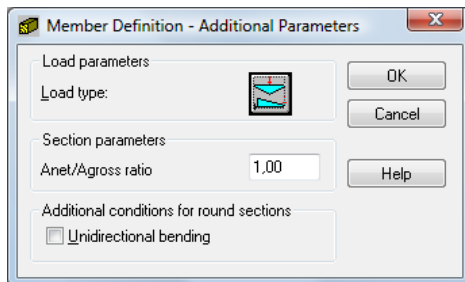 Member Definition - Additional Parameters
Load parameters
Load type:
OK
Cancel
Section parameters
Anet/Agross ratio
1,00
Help
Additional conditions for round sections
Unidirectional bending